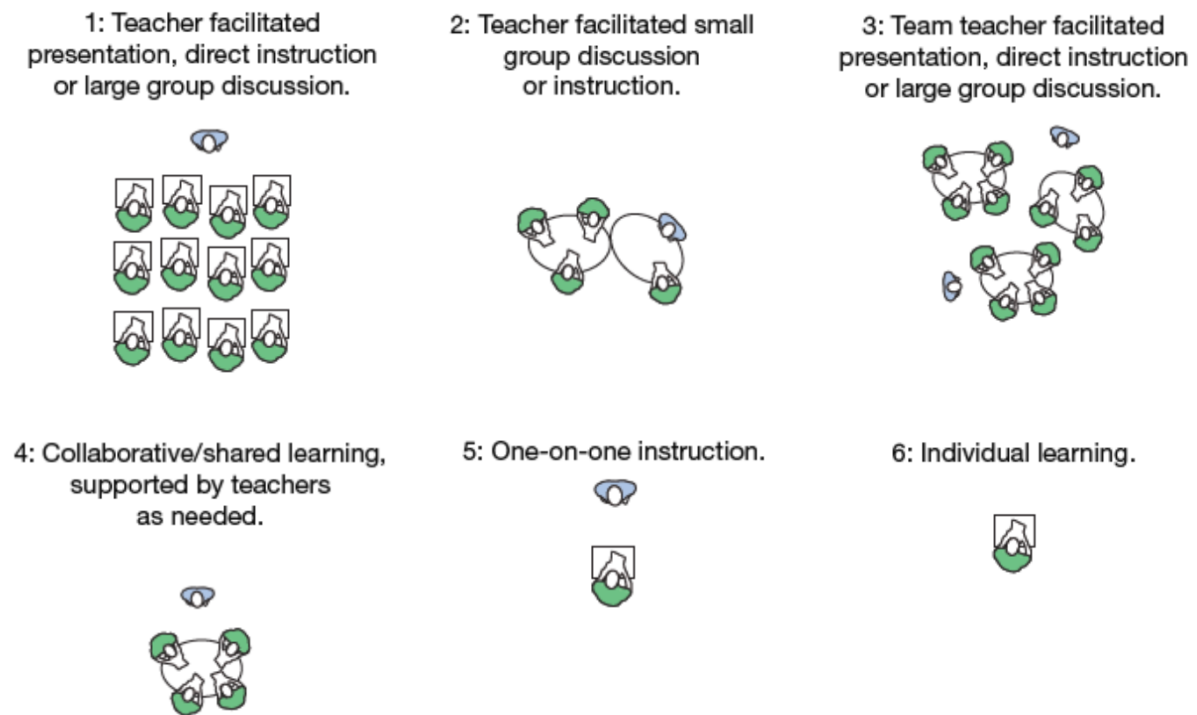 1: Teacher facilitated
presentation, direct instruction
or large group discussion.
2: Teacher facilitated small
group discussion
or instruction.
3: Team teacher facilitated
presentation, direct instruction
or large group discussion.
4: Collaborative/shared learning,
supported by teachers
as needed.
5: One-on-one instruction.
6: Individual learning.